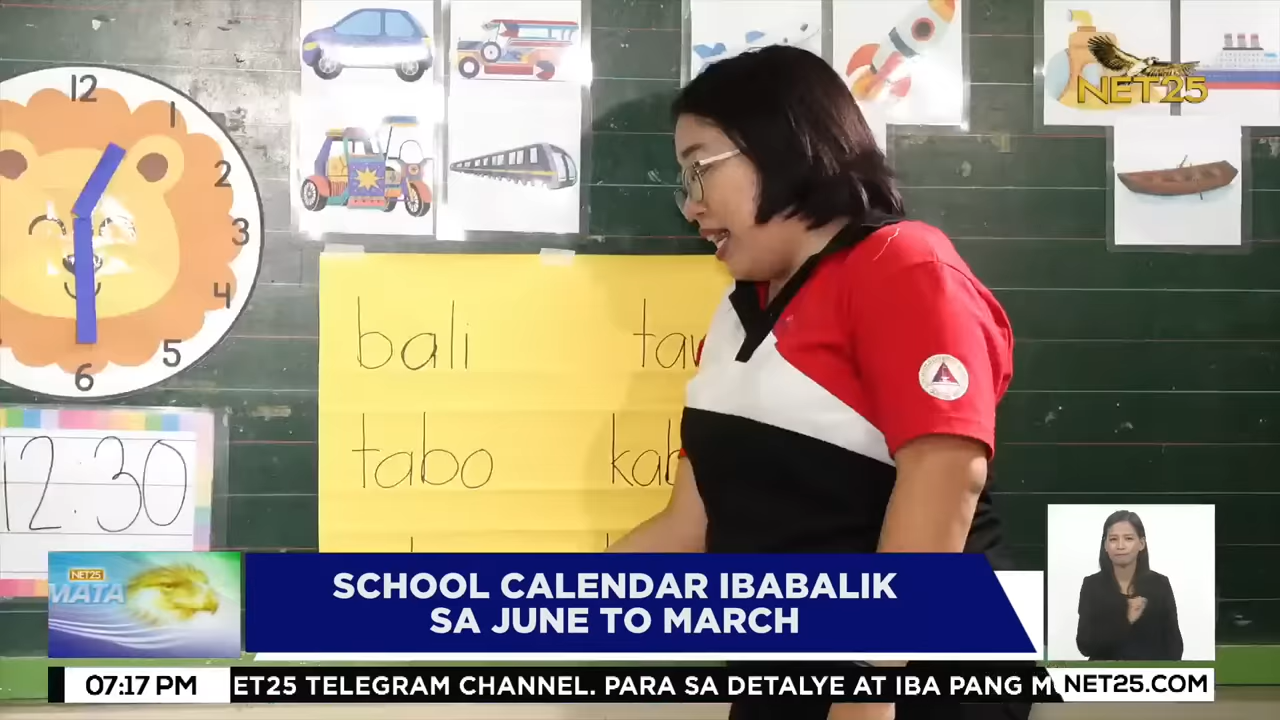 NET25
12
1
2
3
4
5
6
12:30
bali
tabo
NET25
MATA
SCHOOL CALENDAR IBABALIK
SA JUNE TO MARCH
07:17 PM
ET25 TELEGRAM CHANNEL. PARA SA DETALYE AT IBA PANG
NET25.COM